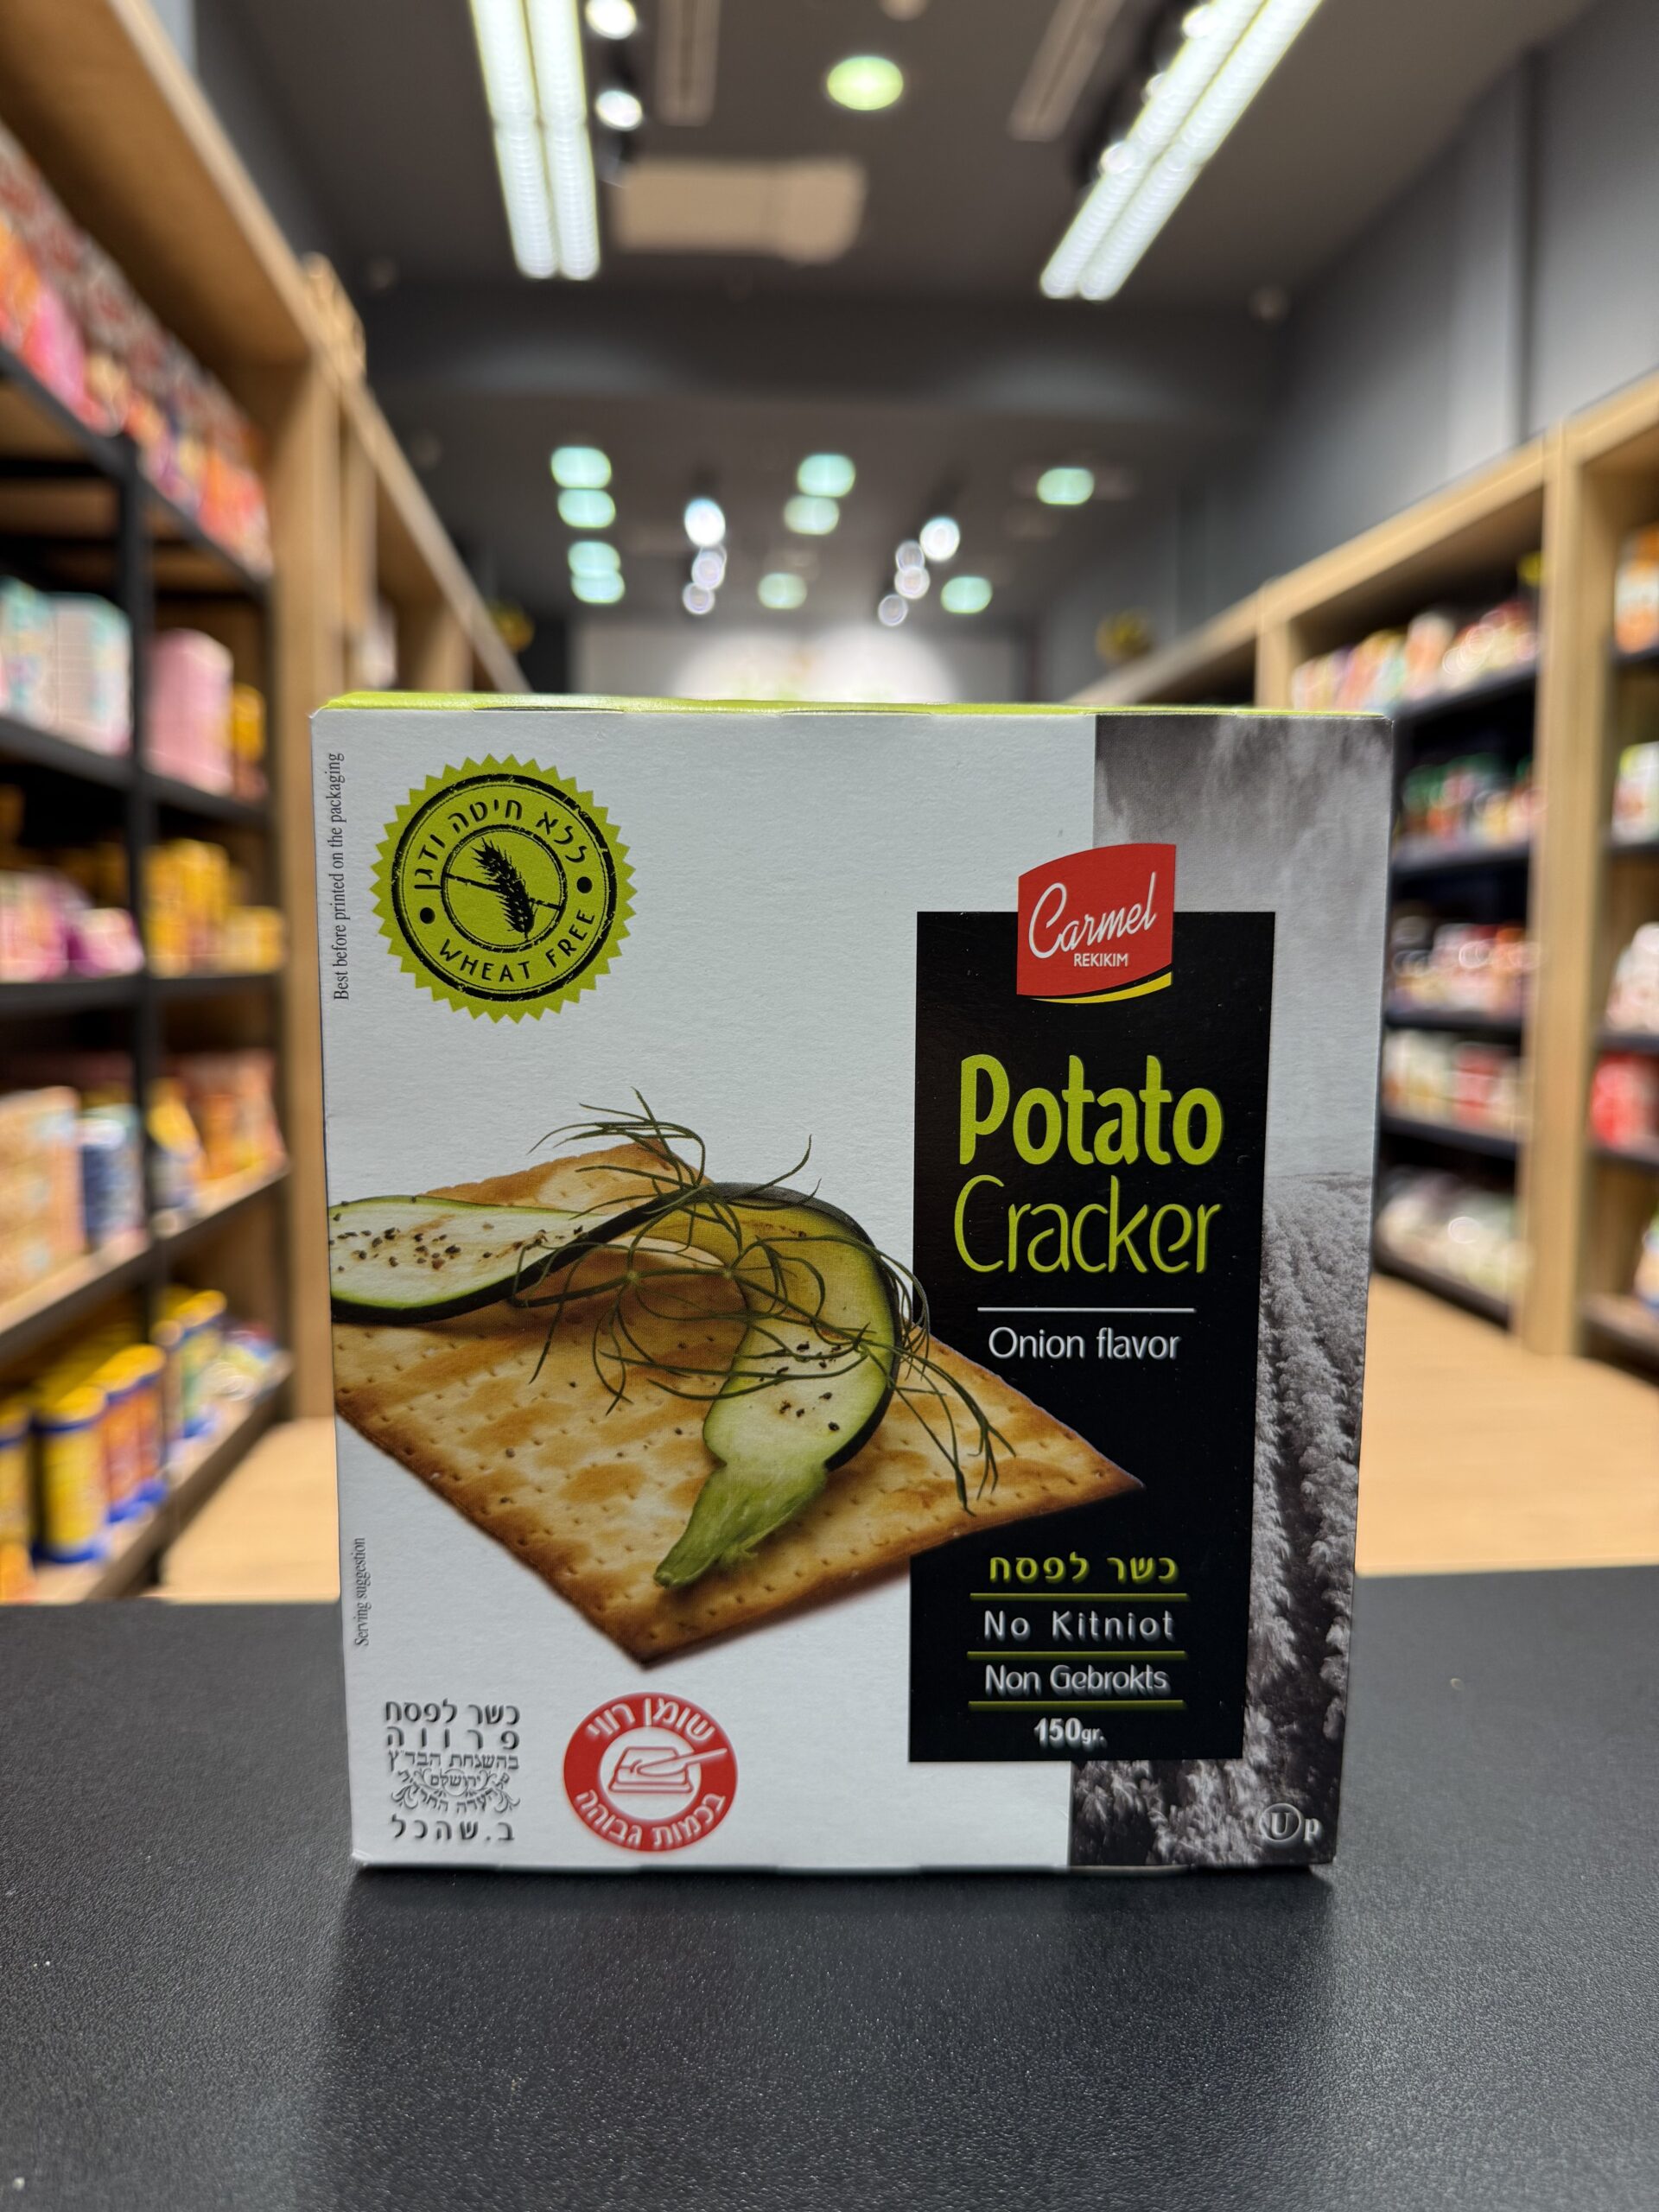 Best before printed on the packaging
ללא חיטה ודגן
WHEAT FREE
Carmel
REKIKIM
Potato
Cracker
Onion flavor
כשר לפסח
No Kitniot
Non Gebrokts
150gr.
Serving suggestion
כשר לפסח
פרווה
בהשגחת הבד"ץ
ירושלם
ב.שהכל
שומן רווי
בכמות גבוהה
U P